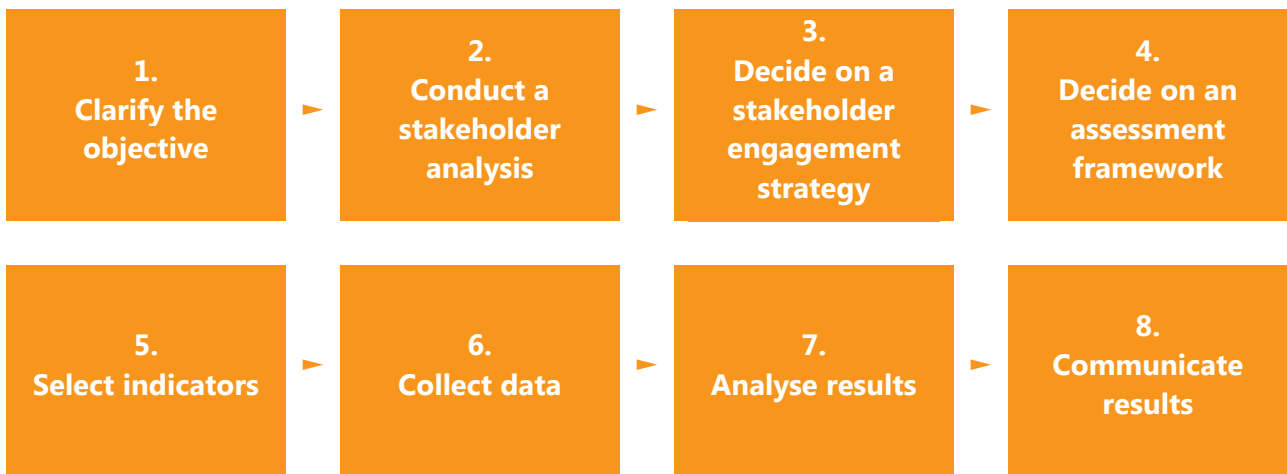 1.
Clarify the
objective
2.
Conduct a
stakeholder
analysis
3.
Decide on a
stakeholder
engagement
strategy
4.
Decide on an
assessment
framework
5.
Select indicators
6.
Collect data
7.
Analyse results
8.
Communicate
results